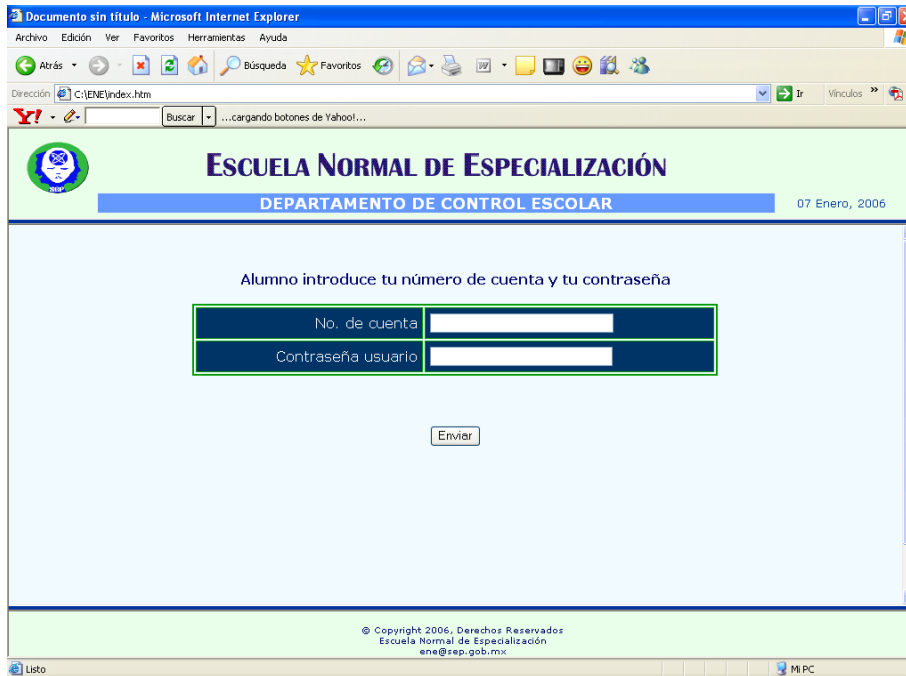 Documento sin título - Microsoft Internet Explorer
Archivo Edición Ver Favoritos Herramientas Ayuda
Atrás Búsqueda Favoritos
Dirección C:\ENE\index.htm Ir Vínculos »
Y! Buscar ...cargando botones de Yahoo!...
SEP
ESCUELA NORMAL DE ESPECIALIZACIÓN
DEPARTAMENTO DE CONTROL ESCOLAR
07 Enero, 2006
Alumno introduce tu número de cuenta y tu contraseña
No. de cuenta
Contraseña usuario
Enviar
© Copyright 2006, Derechos Reservados
Escuela Normal de Especialización
ene@sep.gob.mx
Listo Mi PC